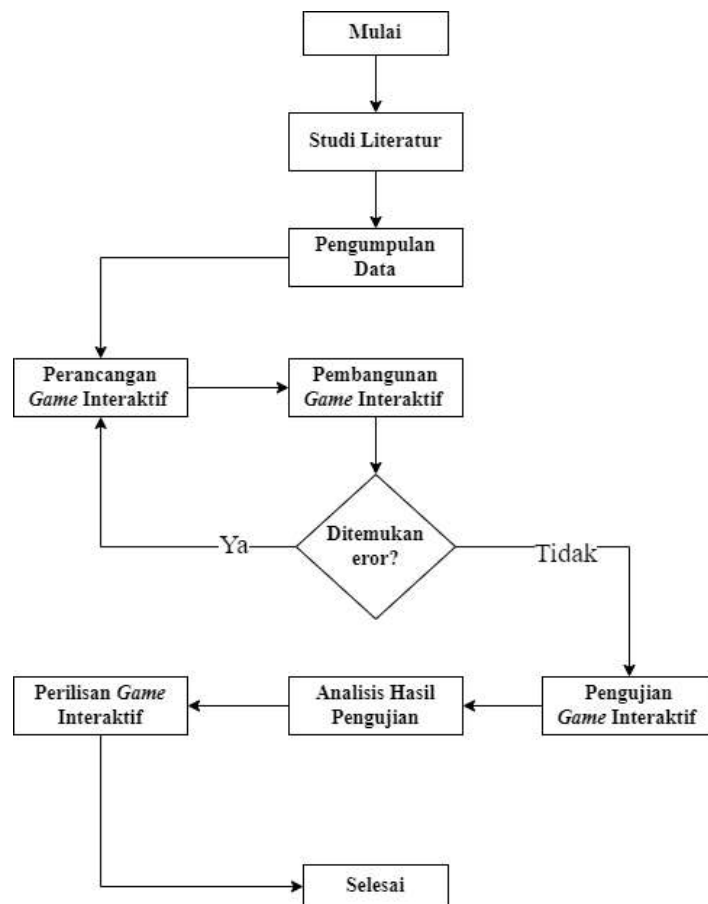 Mulai
Studi Literatur
Pengumpulan
Data
Perancangan
Game Interaktif
Pembangunan
Game Interaktif
Ditemukan
eror?
Ya
Tidak
Perilisan Game
Interaktif
Analisis Hasil
Pengujian
Pengujian
Game Interaktif
Selesai